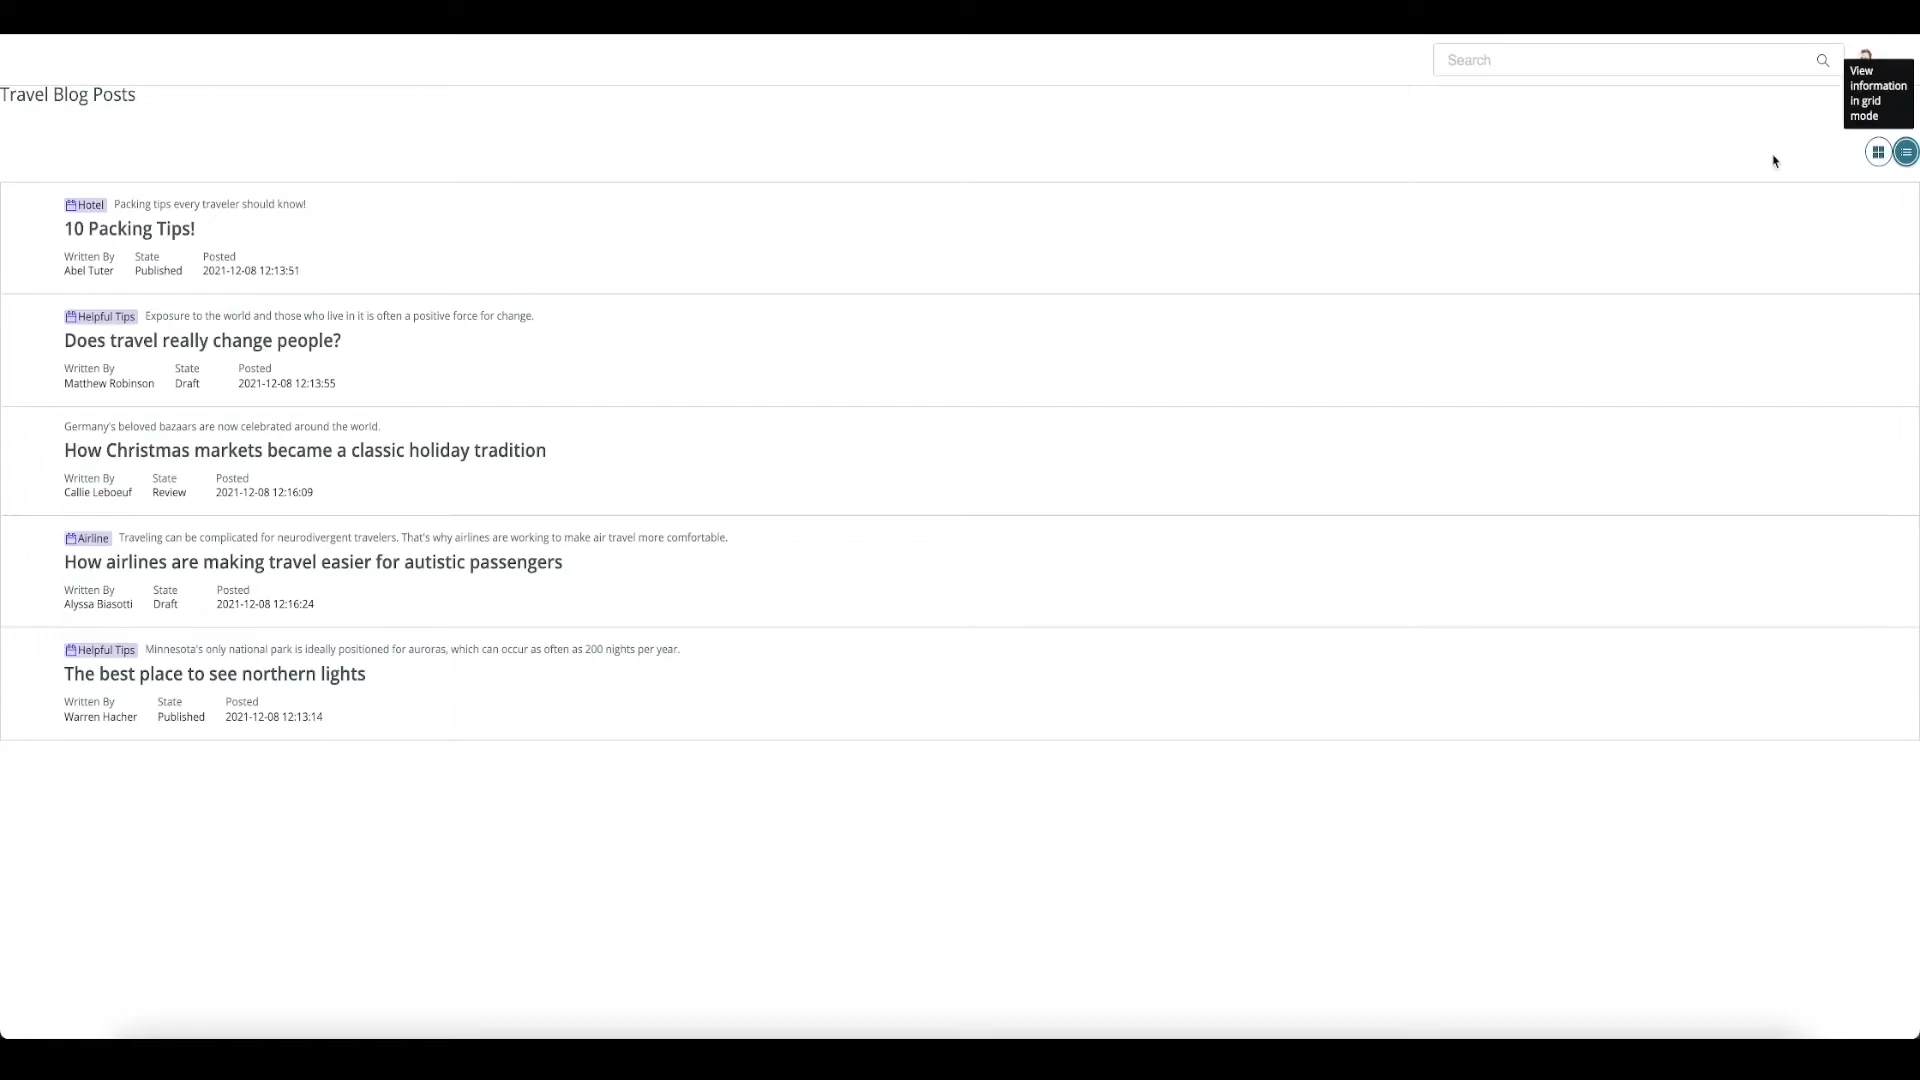 Search
View
information
in grid
mode
Travel Blog Posts
Hotel Packing tips every traveler should know!
10 Packing Tips!
Written By State Posted
Abel Tuter Published 2021-12-08 12:13:51
Helpful Tips Exposure to the world and those who live in it is often a positive force for change.
Does travel really change people?
Written By State Posted
Matthew Robinson Draft 2021-12-08 12:13:55
Germany's beloved bazaars are now celebrated around the world.
How Christmas markets became a classic holiday tradition
Written By State Posted
Callie Leboeuf Review 2021-12-08 12:16:09
Airline Traveling can be complicated for neurodivergent travelers. That's why airlines are working to make air travel more comfortable.
How airlines are making travel easier for autistic passengers
Written By State Posted
Alyssa Biasotti Draft 2021-12-08 12:16:24
Helpful Tips Minnesota's only national park is ideally positioned for auroras, which can occur as often as 200 nights per year.
The best place to see northern lights
Written By State Posted
Warren Hacher Published 2021-12-08 12:13:14